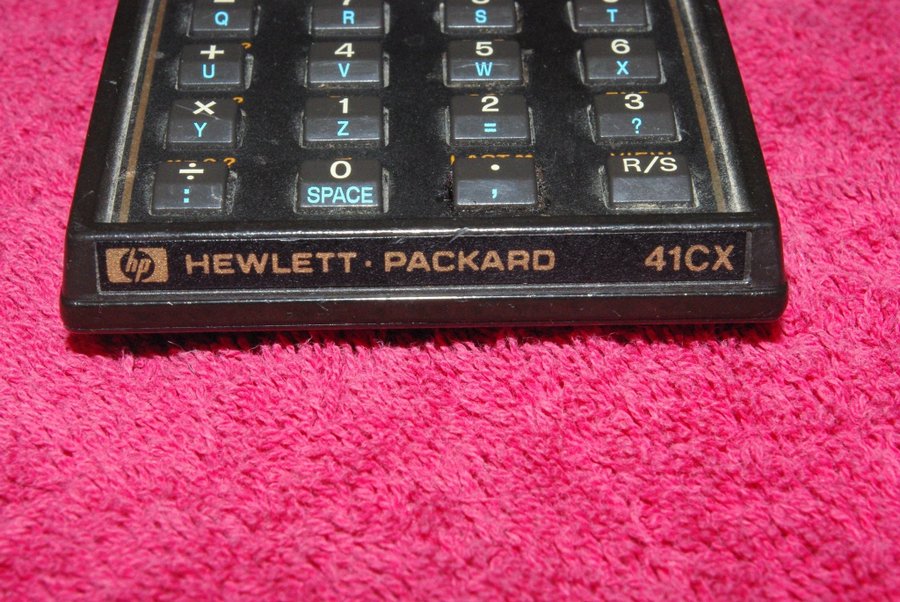 Q R S T
+ 4 5 6
U V W X
× 1 2 3
Y Z = ?
÷ 0 . R/S
: SPACE ,
hp HEWLETT·PACKARD 41CX